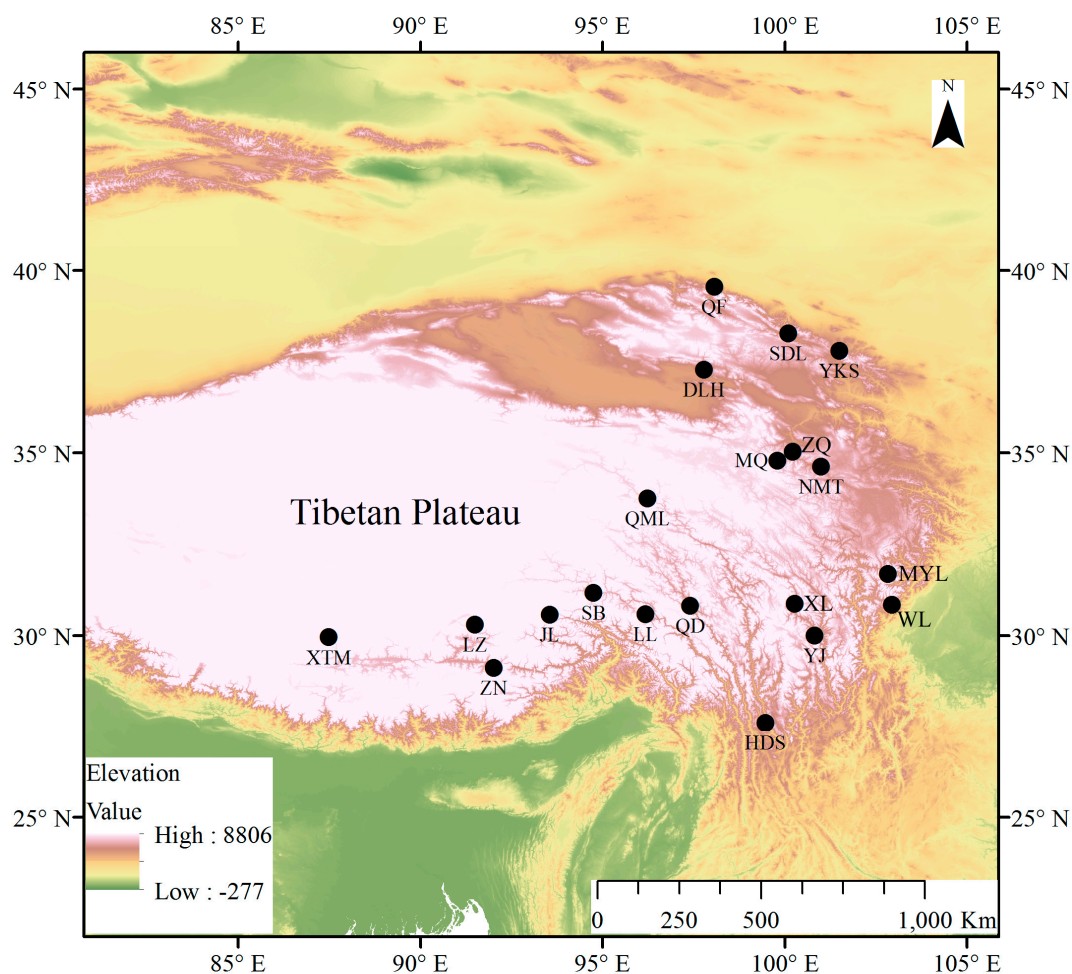 85° E 90° E 95° E 100° E 105° E
N
45° N 45° N
40° N 40° N
QF
SDL
YKS
DLH
35° N 35° N
ZQ
MQ
NMT
QML
Tibetan Plateau
MYL
SB
XL
QD
LL
JL
WL
30° N 30° N
LZ
YJ
XTM
ZN
HDS
Elevation
Value
25° N 25° N
High : 8806
Low : -277
0 250 500 1,000 Km
85° E 90° E 95° E 100° E 105° E